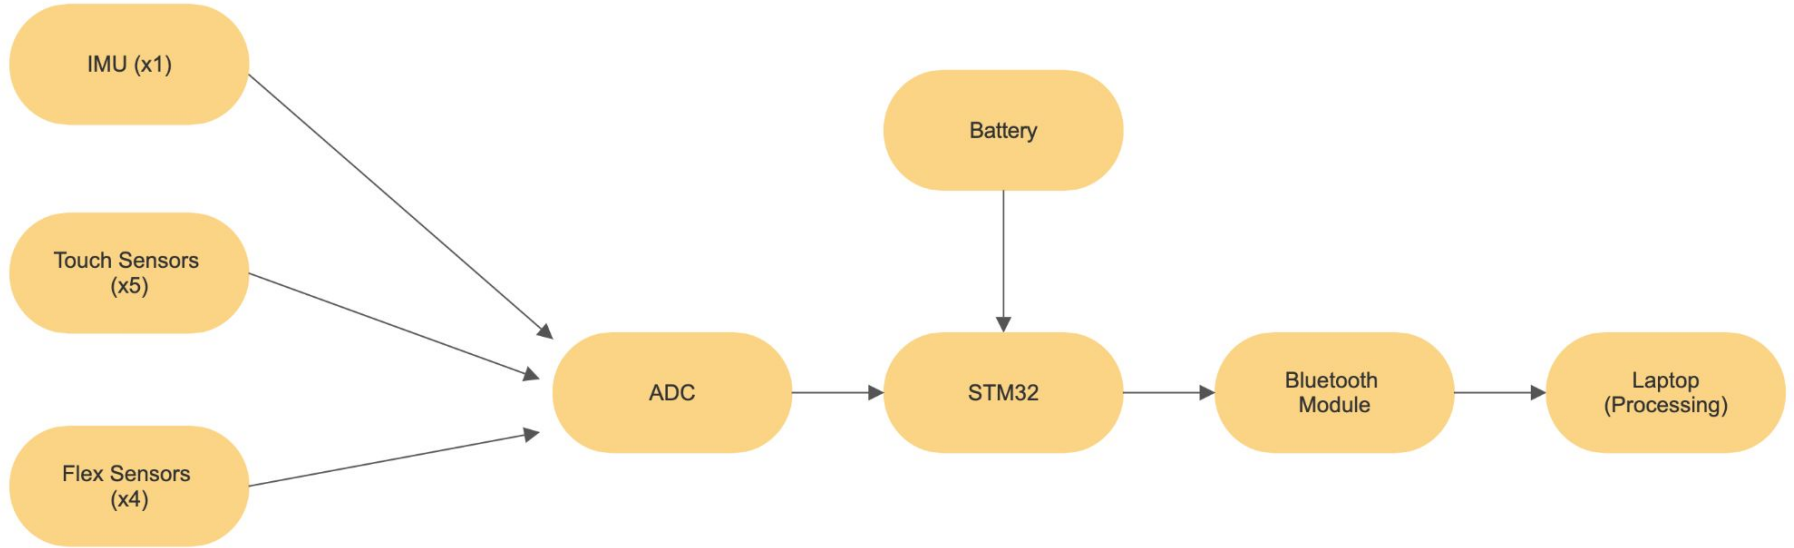 IMU (x1)
Battery
Touch Sensors
(x5)
ADC
STM32
Bluetooth
Module
Laptop
(Processing)
Flex Sensors
(x4)